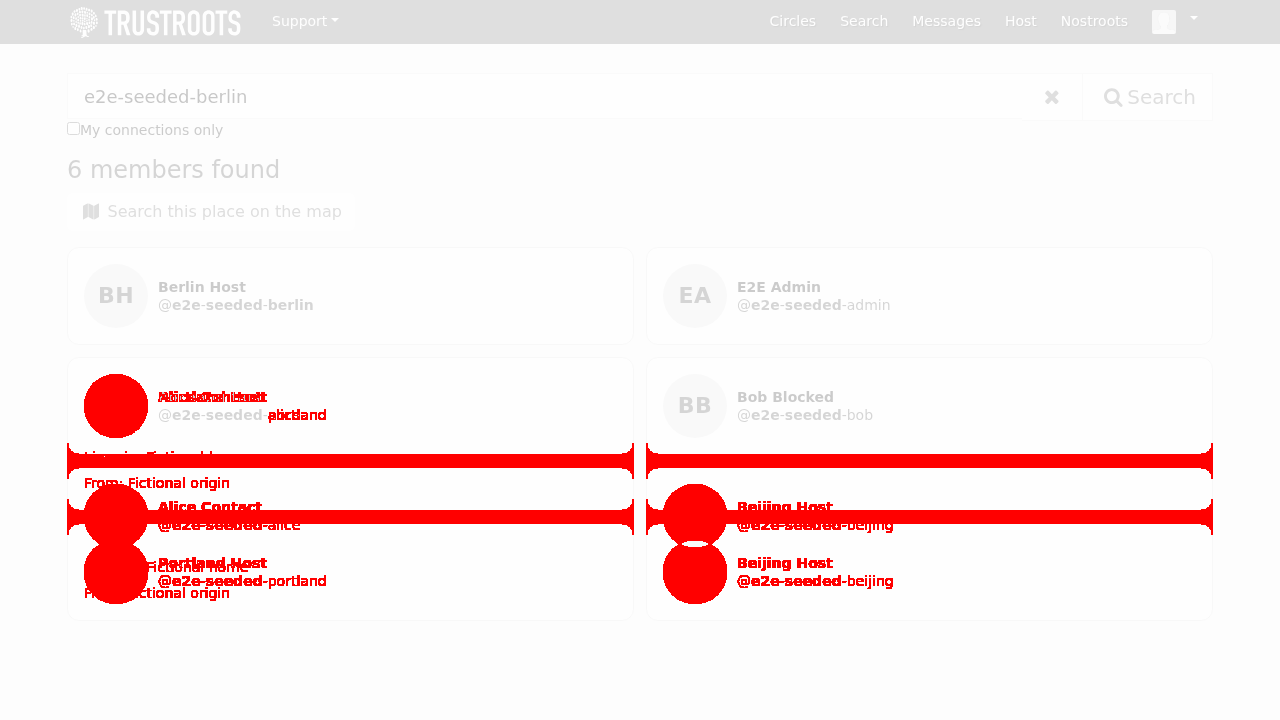 TRUSTROOTS Support Circles Search Messages Host Nostroots
e2e-seeded-berlin Search
My connections only
6 members found
Search this place on the map
BH Berlin Host
@e2e-seeded-berlin
EA E2E Admin
@e2e-seeded-admin
@e2e-seeded-
BB Bob Blocked
@e2e-seeded-bob
From: Fictional origin
Alice Contact
@e2e-seeded-alice
Beijing Host
@e2e-seeded-beijing
Portland Host
@e2e-seeded-portland
Beijing Host
@e2e-seeded-beijing
Fictional home
origin